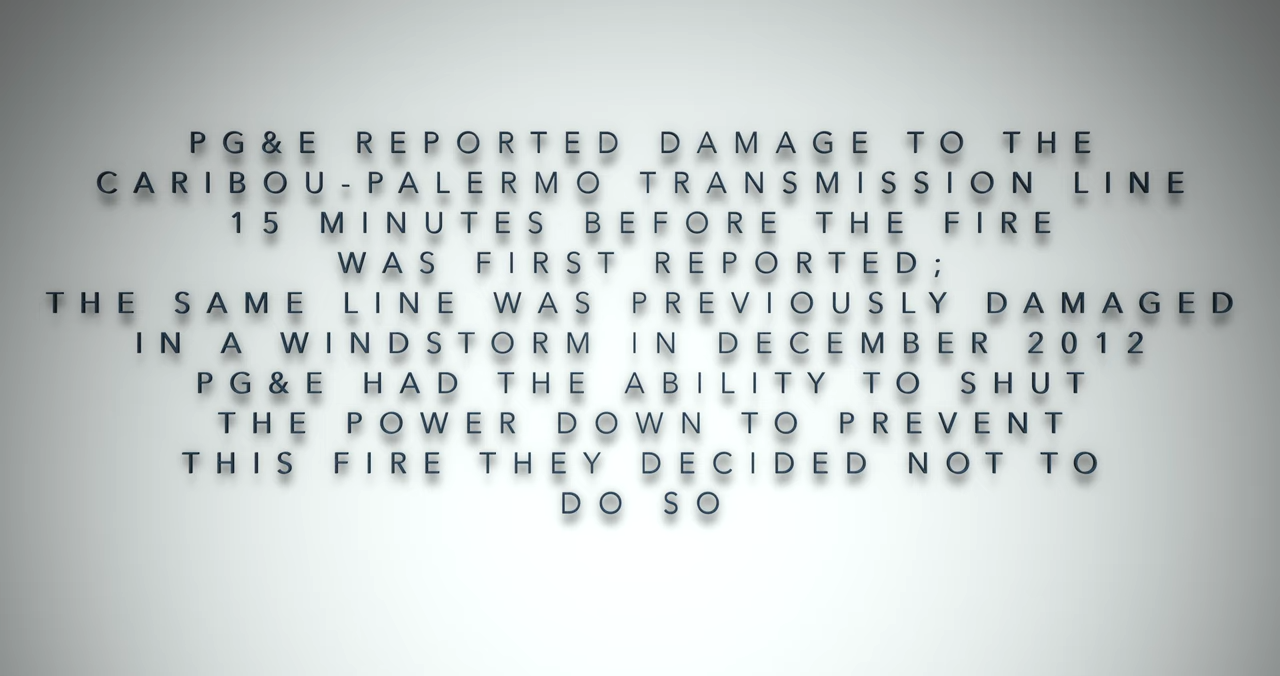 PG&E REPORTED DAMAGE TO THE
CARIBOU-PALERMO TRANSMISSION LINE
15 MINUTES BEFORE THE FIRE
WAS FIRST REPORTED;
THE SAME LINE WAS PREVIOUSLY DAMAGED
IN A WINDSTORM IN DECEMBER 2012
PG&E HAD THE ABILITY TO SHUT
THE POWER DOWN TO PREVENT
THIS FIRE THEY DECIDED NOT TO
DO SO